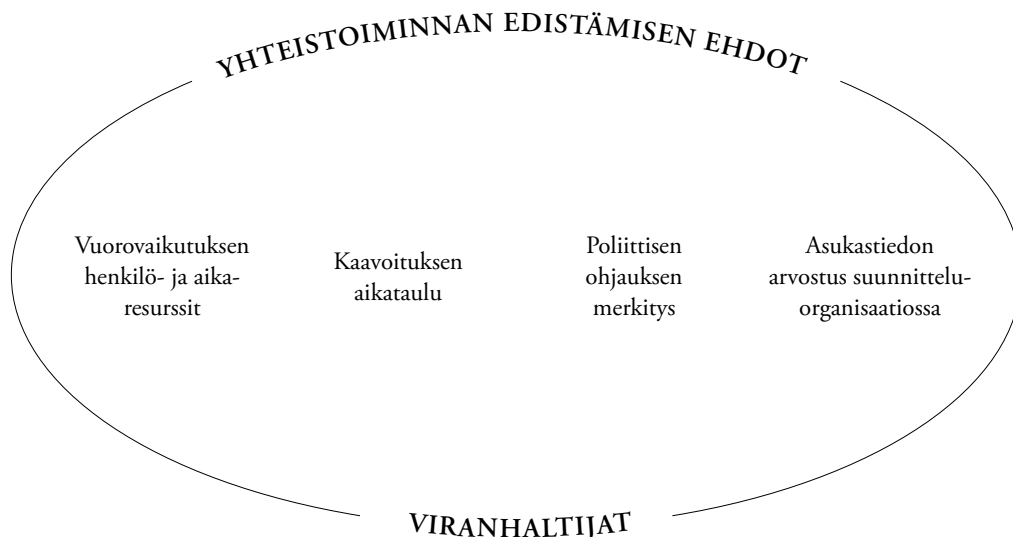 YHTEISTOIMINNAN EDISTÄMISEN EHDOT
Vuorovaikutuksen
henkilö- ja aika-
resurssit
Kaavoituksen
aikataulu
Poliittisen
ohjauksen
merkitys
Asukastiedon
arvostus suunnittelu-
organisaatiossa
VIRANHALTIJAT